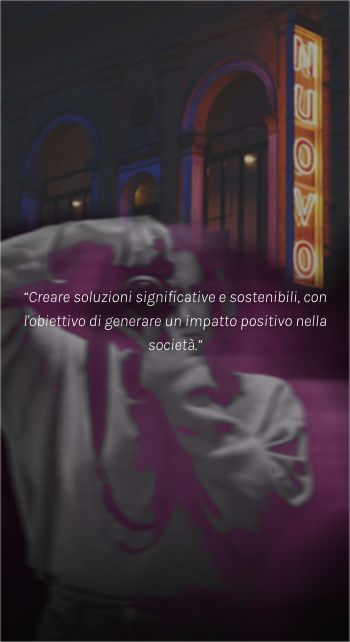 NUOVO
“Creare soluzioni significative e sostenibili, con
l'obiettivo di generare un impatto positivo nella
società.”